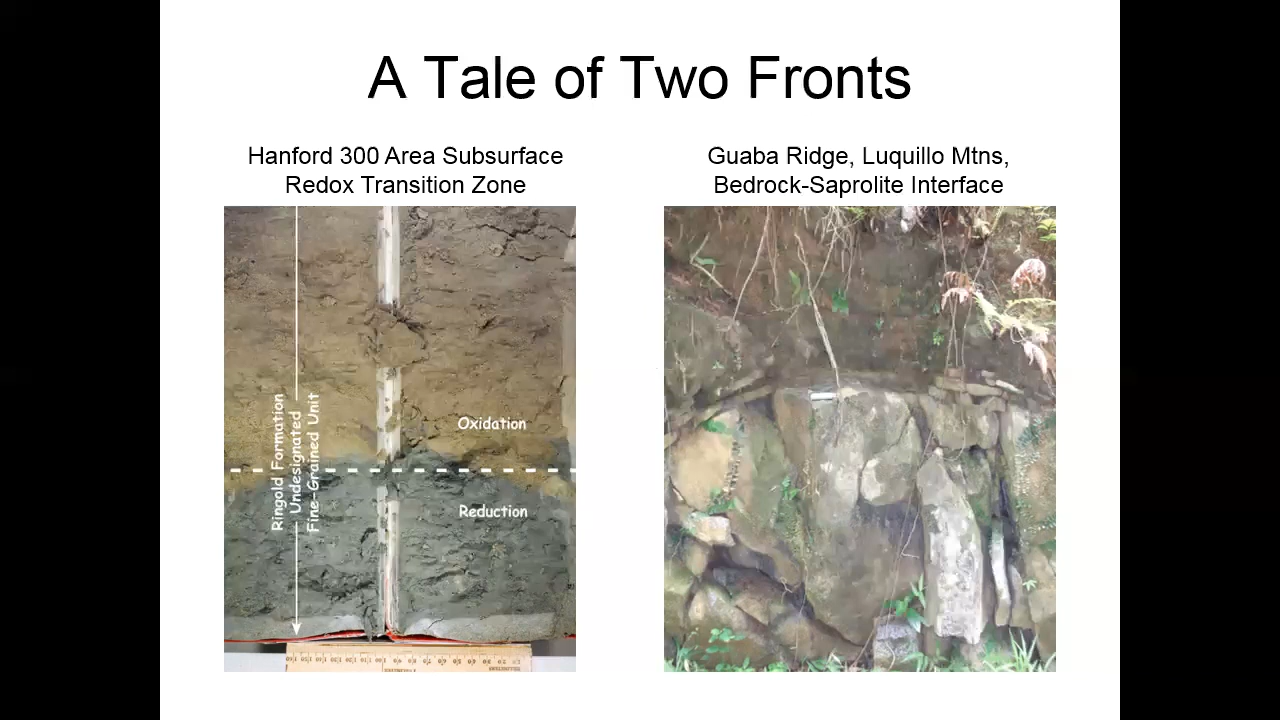 A Tale of Two Fronts
Hanford 300 Area Subsurface
Redox Transition Zone
Guaba Ridge, Luquillo Mtns,
Bedrock-Saprolite Interface
Ringold Formation
Undesignated
Fine-Grained Unit
Oxidation
Reduction